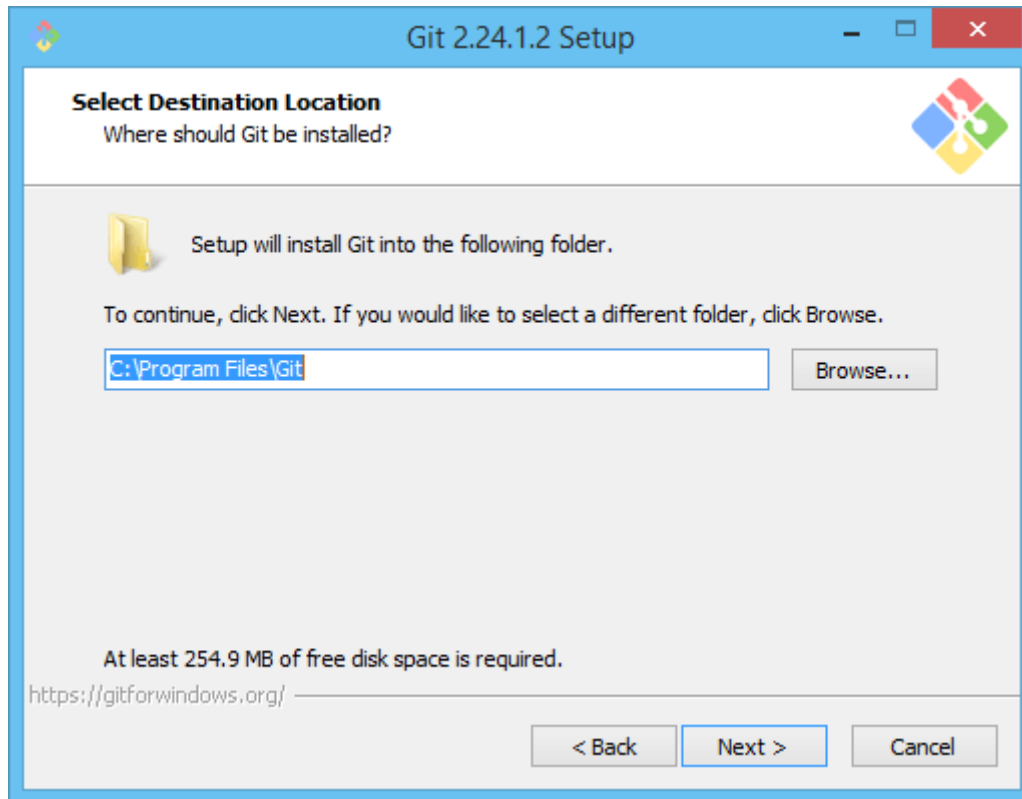 Git 2.24.1.2 Setup
Select Destination Location
Where should Git be installed?
Setup will install Git into the following folder.
To continue, click Next. If you would like to select a different folder, click Browse.
C:\Program Files\Git
Browse...
At least 254.9 MB of free disk space is required.
https://gitforwindows.org/
< Back
Next >
Cancel